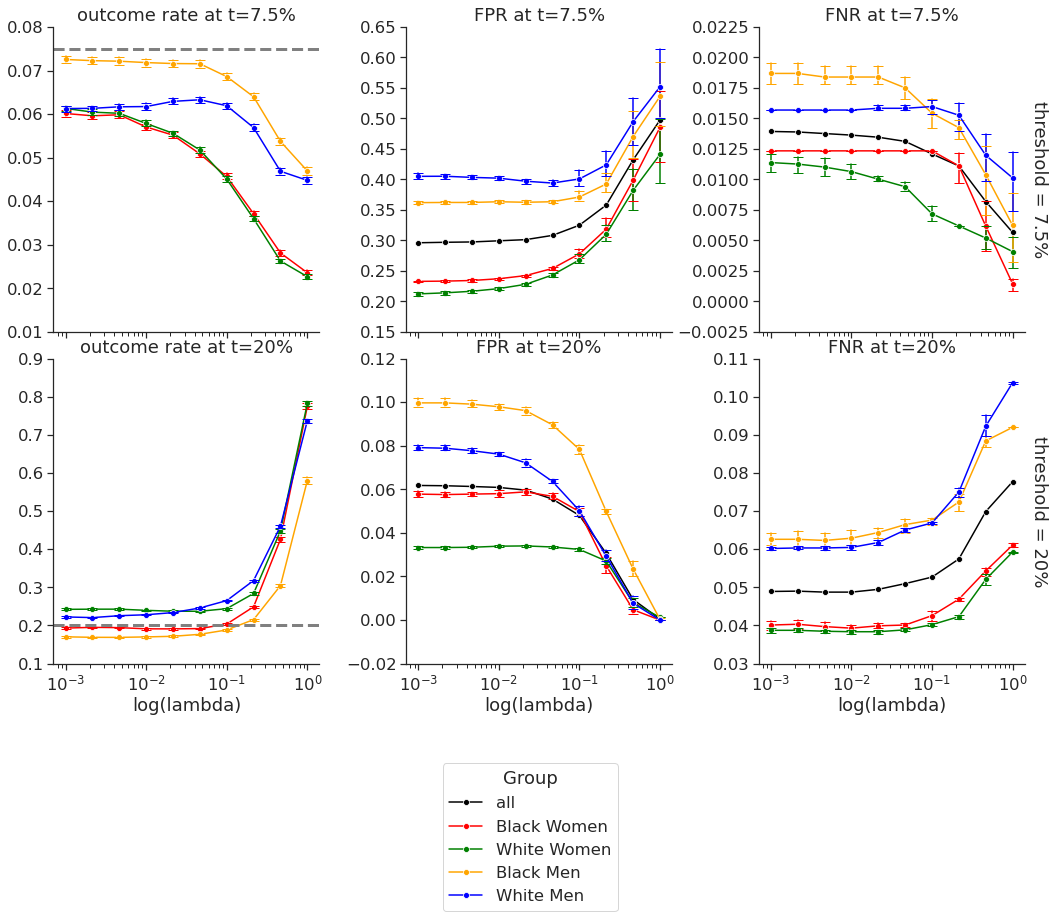 outcome rate at t=7.5%
FPR at t=7.5%
FNR at t=7.5%
0.08
0.07
0.06
0.05
0.04
0.03
0.02
0.01
0.65
0.60
0.55
0.50
0.45
0.40
0.35
0.30
0.25
0.20
0.15
0.0225
0.0200
0.0175
0.0150
0.0125
0.0100
0.0075
0.0050
0.0025
0.0000
−0.0025
threshold = 7.5%
outcome rate at t=20%
FPR at t=20%
FNR at t=20%
0.9
0.8
0.7
0.6
0.5
0.4
0.3
0.2
0.1
0.12
0.10
0.08
0.06
0.04
0.02
0.00
−0.02
0.11
0.10
0.09
0.08
0.07
0.06
0.05
0.04
0.03
threshold = 20%
10⁻³ 10⁻² 10⁻¹ 10⁰
10⁻³ 10⁻² 10⁻¹ 10⁰
10⁻³ 10⁻² 10⁻¹ 10⁰
log(lambda)
log(lambda)
log(lambda)
Group
all
Black Women
White Women
Black Men
White Men